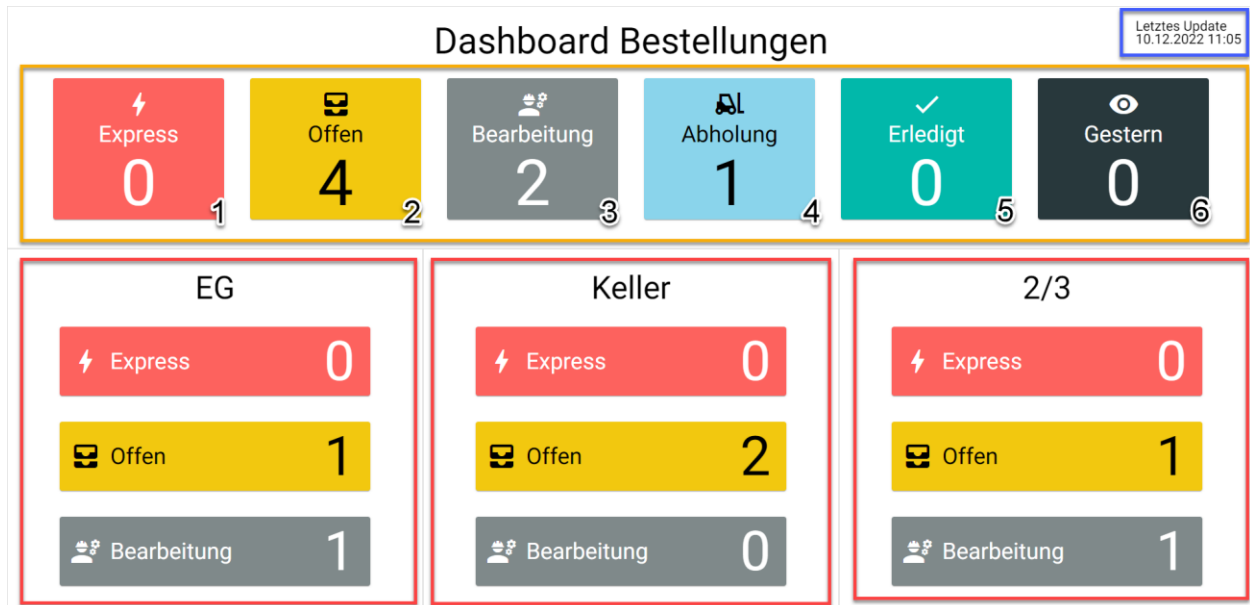 Dashboard Bestellungen
Letztes Update
10.12.2022 11:05
Express
0
1
Offen
4
2
Bearbeitung
2
3
Abholung
1
4
Erledigt
0
5
Gestern
0
6
EG
Express 0
Offen 1
Bearbeitung 1
Keller
Express 0
Offen 2
Bearbeitung 0
2/3
Express 0
Offen 1
Bearbeitung 1